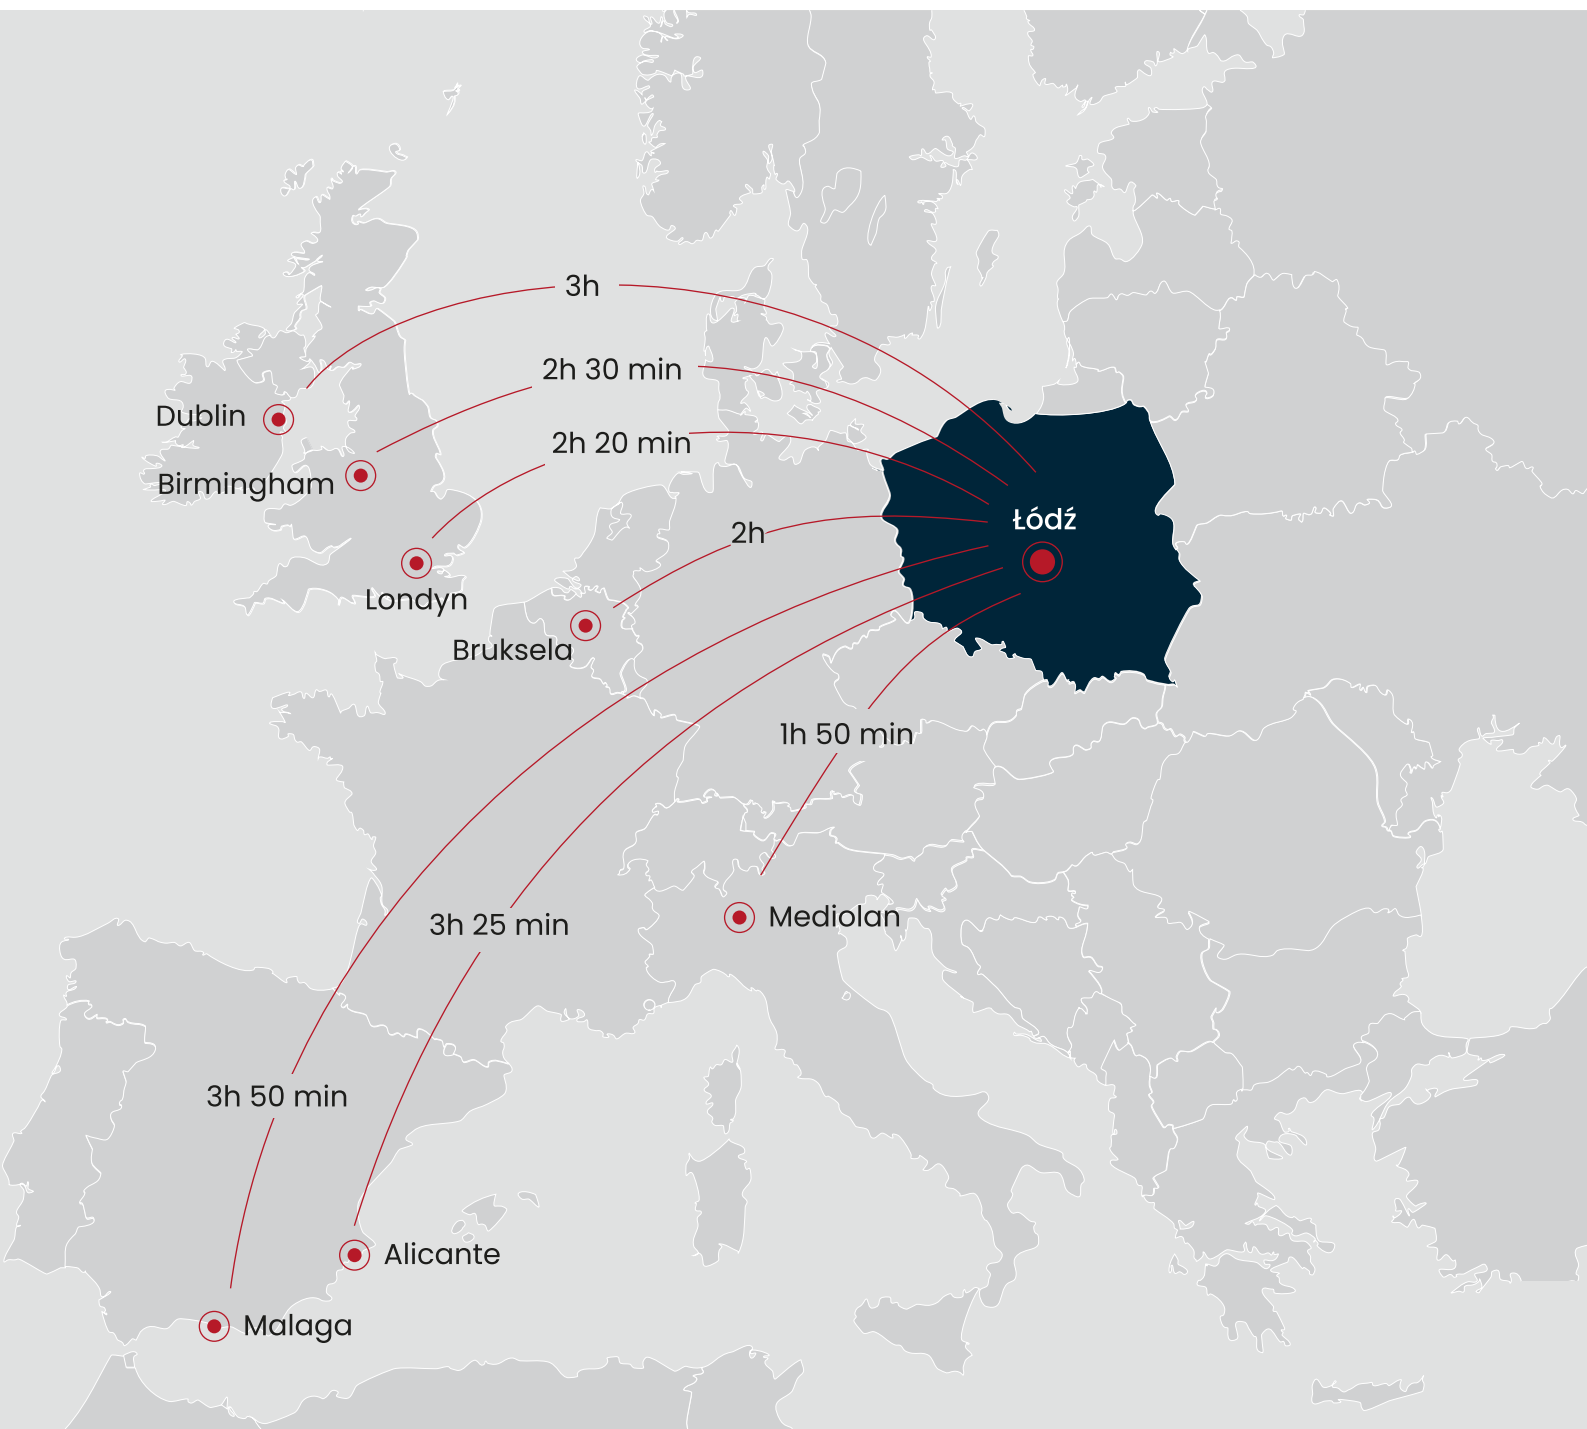 3h
2h 30 min
Dublin
2h 20 min
Birmingham
Łódź
2h
Londyn
Bruksela
1h 50 min
Mediolan
3h 25 min
3h 50 min
Alicante
Malaga